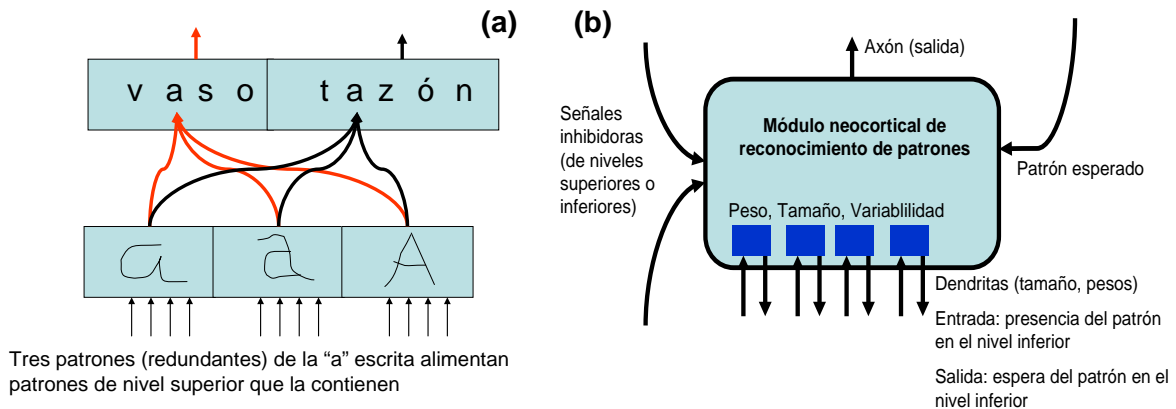 (a)
v a s o
t a z ó n
a
a
A
Tres patrones (redundantes) de la “a” escrita alimentan
patrones de nivel superior que la contienen
(b)
Axón (salida)
Señales
inhibidoras
(de niveles
superiores o
inferiores)
Módulo neocortical de
reconocimiento de patrones
Patrón esperado
Peso, Tamaño, Variablilidad
Dendritas (tamaño, pesos)
Entrada: presencia del patrón
en el nivel inferior
Salida: espera del patrón en el
nivel inferior